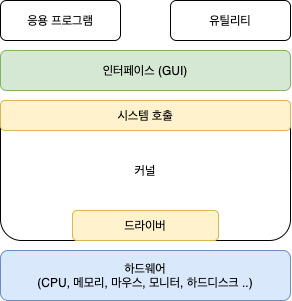 응용 프로그램
유틸리티
인터페이스 (GUI)
시스템 호출
커널
드라이버
하드웨어
(CPU, 메모리, 마우스, 모니터, 하드디스크 ..)